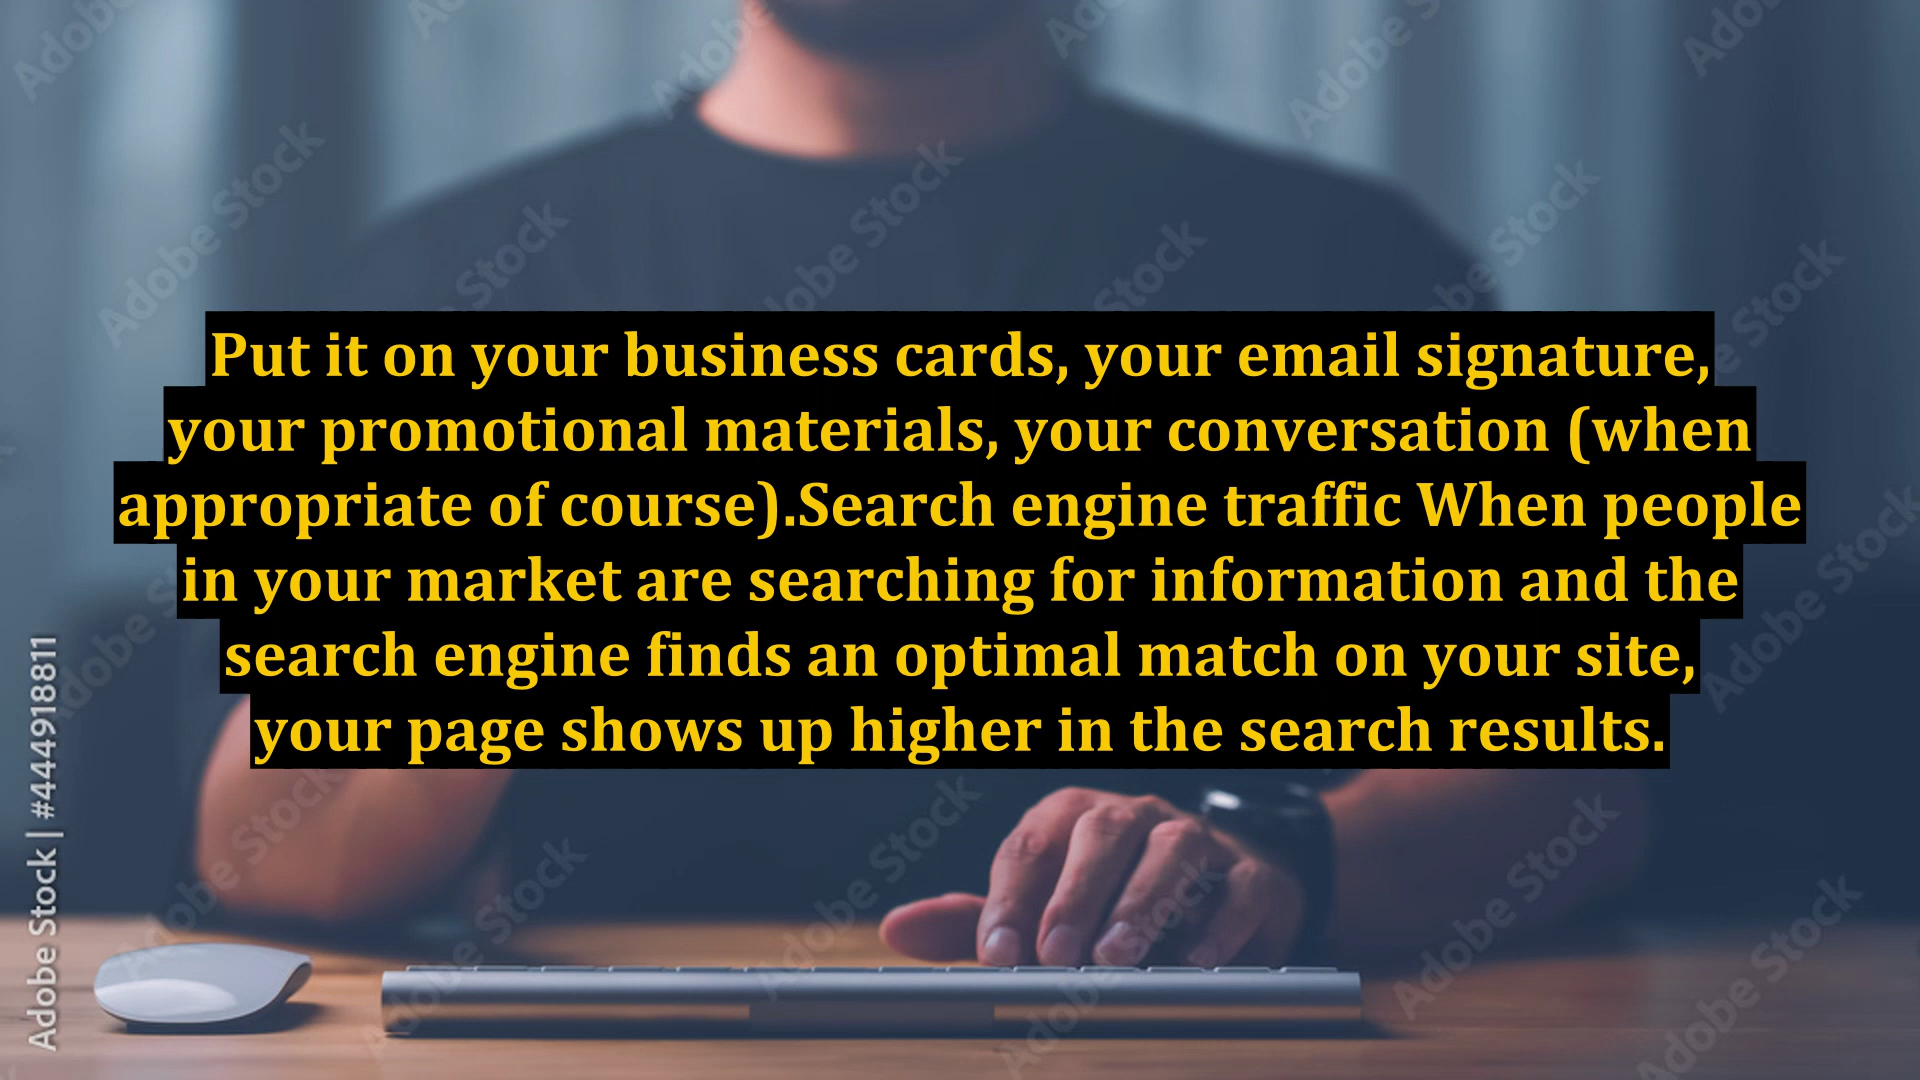 Put it on your business cards, your email signature,
your promotional materials, your conversation (when
appropriate of course).Search engine traffic When people
in your market are searching for information and the
search engine finds an optimal match on your site,
your page shows up higher in the search results.
Adobe Stock | #444918811
Adobe Stock